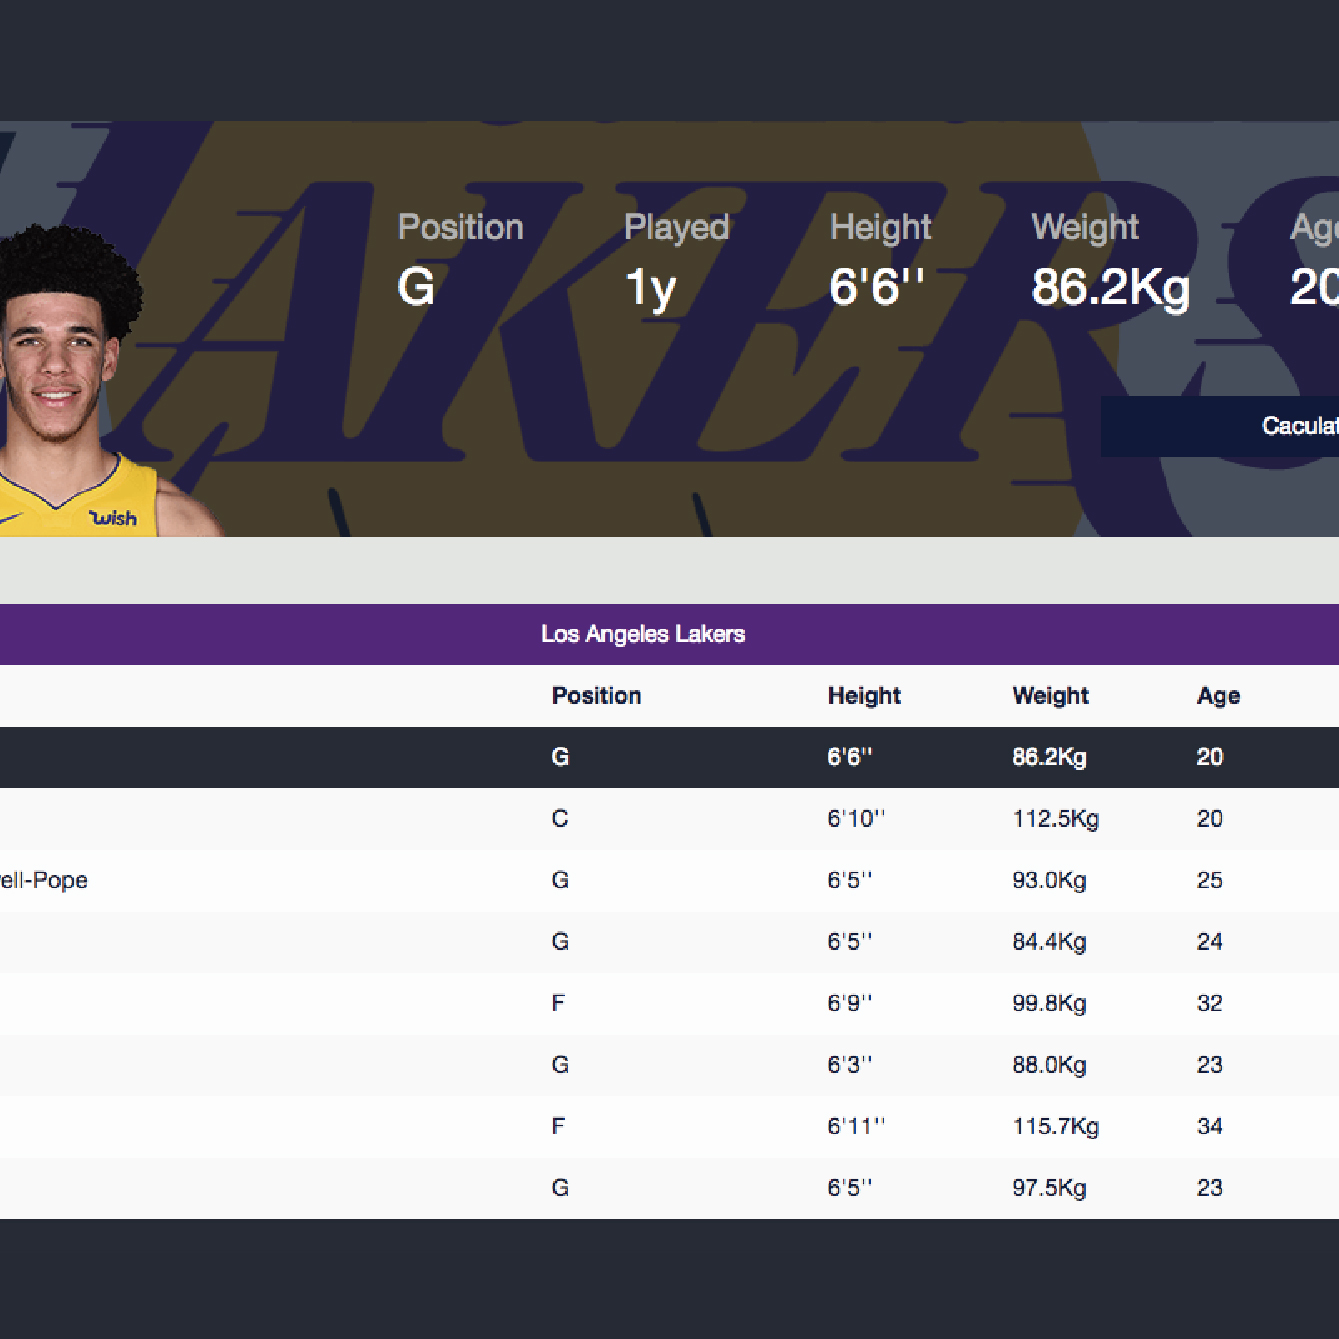 LAKERS
Position Played Height Weight Age
G 1y 6'6'' 86.2Kg 20
Caculat
wish
Los Angeles Lakers
Position Height Weight Age
G 6'6'' 86.2Kg 20
C 6'10'' 112.5Kg 20
ell-Pope G 6'5'' 93.0Kg 25
G 6'5'' 84.4Kg 24
F 6'9'' 99.8Kg 32
G 6'3'' 88.0Kg 23
F 6'11'' 115.7Kg 34
G 6'5'' 97.5Kg 23